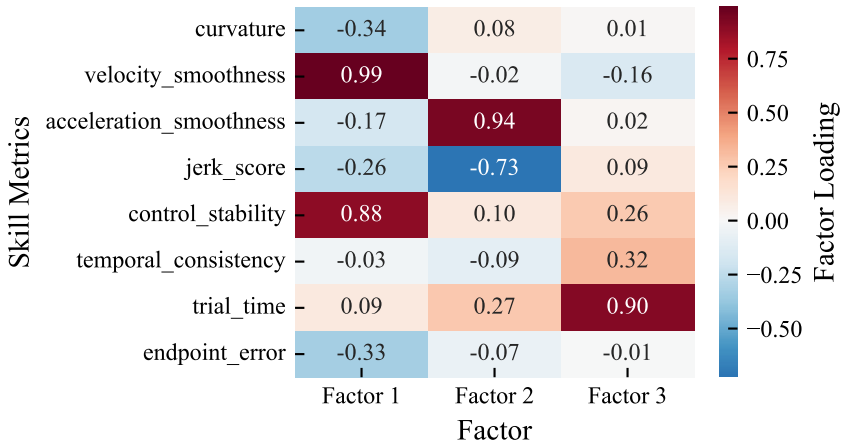 Skill Metrics
curvature -0.34 0.08 0.01
velocity_smoothness 0.99 -0.02 -0.16
acceleration_smoothness -0.17 0.94 0.02
jerk_score -0.26 -0.73 0.09
control_stability 0.88 0.10 0.26
temporal_consistency -0.03 -0.09 0.32
trial_time 0.09 0.27 0.90
endpoint_error -0.33 -0.07 -0.01
Factor 1 Factor 2 Factor 3
Factor
0.75
0.50
0.25
0.00
−0.25
−0.50
Factor Loading